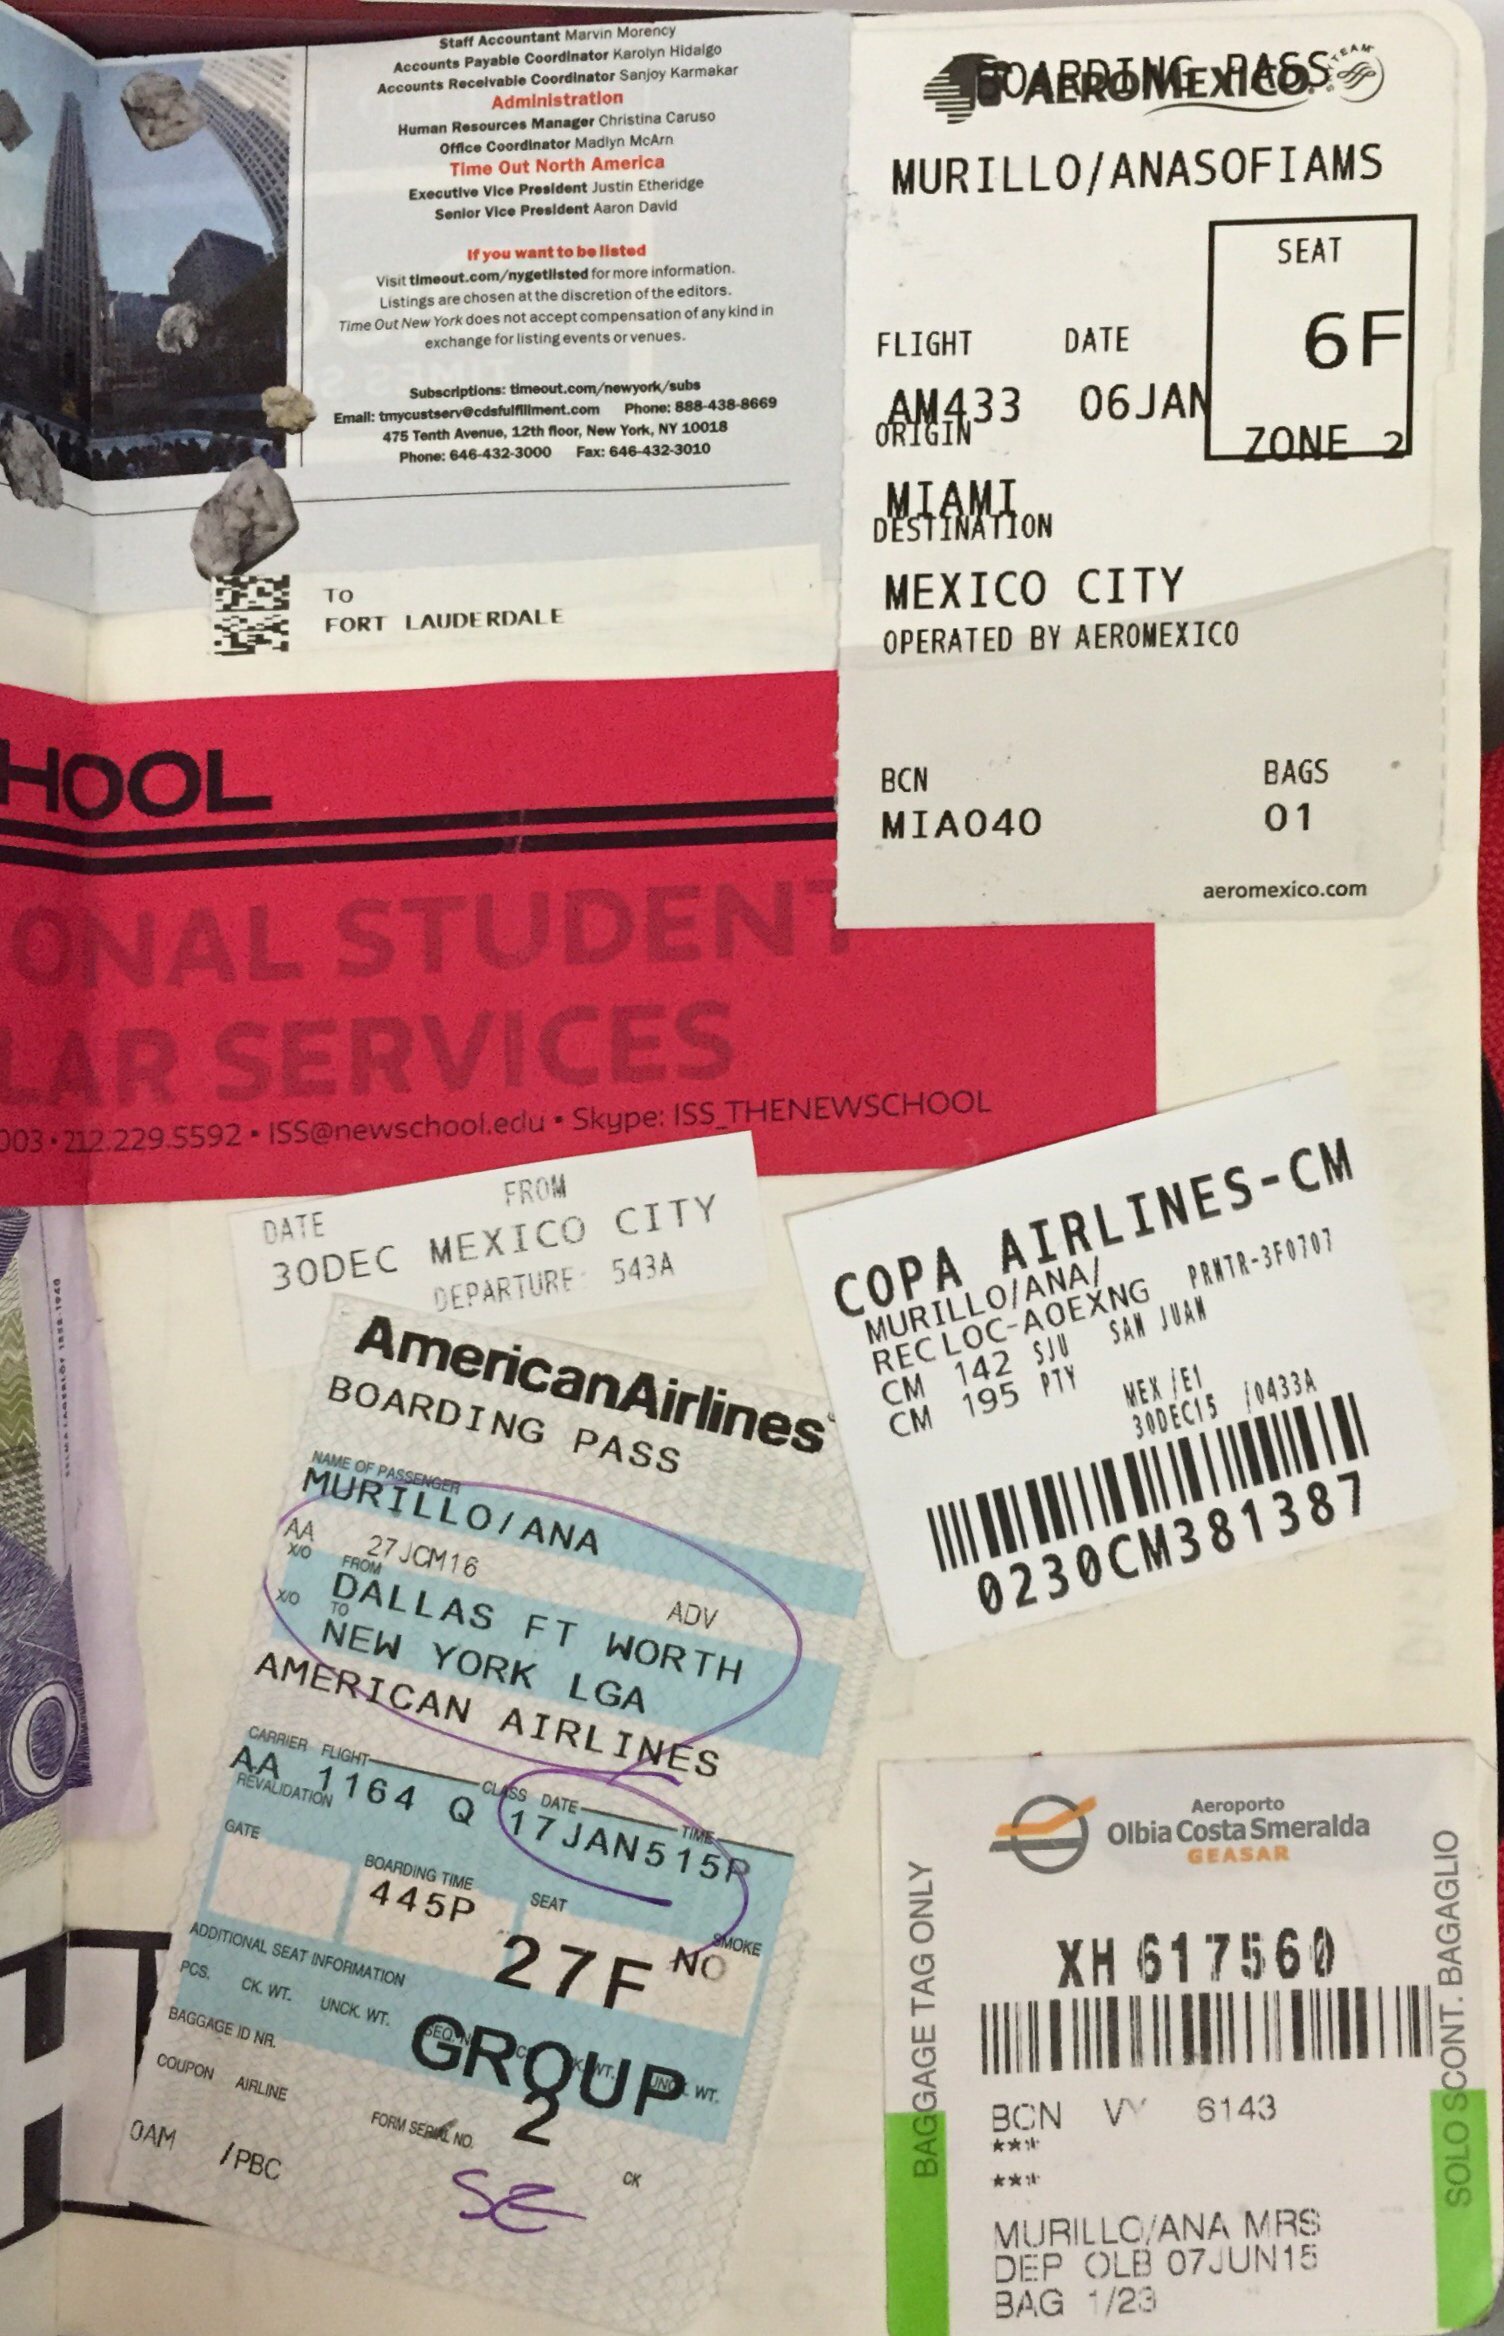 Staff Accountant Marvin Morency
Accounts Payable Coordinator Karolyn Hidalgo
Accounts Receivable Coordinator Sanjoy Karmakar
Administration
Human Resources Manager Christina Caruso
Office Coordinator Madlyn McArn
Time Out North America
Executive Vice President Justin Etheridge
Senior Vice President Aaron David
If you want to be listed
Visit timeout.com/nygetlisted for more information.
Listings are chosen at the discretion of the editors.
Time Out New York does not accept compensation of any kind in
exchange for listing events or venues.
Subscriptions: timeout.com/newyork/subs
Email: tmycustserv@cdsfulfillment.com Phone: 888-438-8669
475 Tenth Avenue, 12th floor, New York, NY 10018
Phone: 646-432-3000 Fax: 646-432-3010
TO
FORT LAUDERDALE
BOARDING PASS
AEROMEXICO.
MURILLO/ANASOFIAMS
SEAT
6F
ZONE 2
FLIGHT DATE
AM433 06JAN
ORIGIN
MIAMI
DESTINATION
MEXICO CITY
OPERATED BY AEROMEXICO
BCN BAGS
MIA040 01
aeromexico.com
HOOL
ONAL STUDENT
LAR SERVICES
003 • 212.229.5592 • ISS@newschool.edu • Skype: ISS_THENEWSCHOOL
DATE FROM
30DEC MEXICO CITY
DEPARTURE 543A
AmericanAirlines
BOARDING PASS
NAME OF PASSENGER
MURILLO/ANA
AA 27JCM16
X/O FROM ADV
DALLAS FT WORTH
X/O TO
NEW YORK LGA
AMERICAN AIRLINES
CARRIER FLIGHT CLASS DATE TIME
AA 1164 Q 17JAN515P
REVALIDATION
GATE BOARDING TIME SEAT SMOKE
445P 27F NO
ADDITIONAL SEAT INFORMATION
PCS. CK. WT. UNCK. WT.
GROUP
2
BAGGAGE ID NR.
COUPON AIRLINE FORM SERIAL NO. CK
0AM /PBC
SE
COPA AIRLINES-CM
MURILLO/ANA/
REC LOC-AOEXNG PRNTR-3F0707
CM 142 SJU SAN JUAN
CM 195 PTY
MEX /E1
30DEC15 /0433A
0230CM381387
Aeroporto
Olbia Costa Smeralda
GEASAR
BAGGAGE TAG ONLY
SOLO SCONT. BAGAGLIO
XH 617560
BCN VY 6143
***
***
MURILLO/ANA MRS
DEP OLB 07JUN15
BAG 1/23